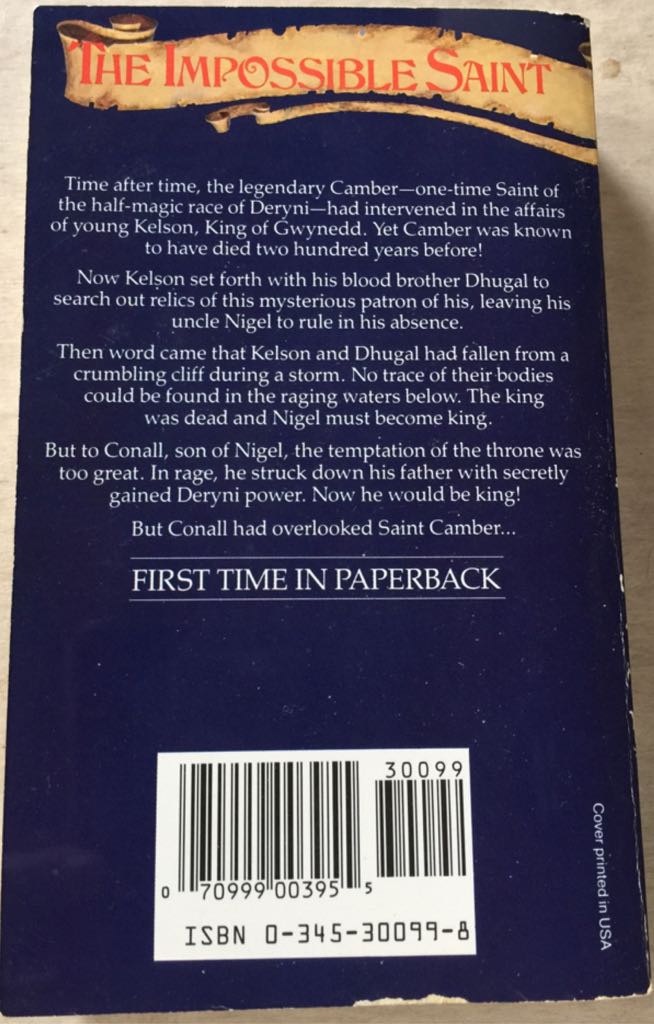 THE IMPOSSIBLE SAINT
Time after time, the legendary Camber—one-time Saint of
the half-magic race of Deryni—had intervened in the affairs
of young Kelson, King of Gwynedd. Yet Camber was known
to have died two hundred years before!
Now Kelson set forth with his blood brother Dhugal to
search out relics of this mysterious patron of his, leaving his
uncle Nigel to rule in his absence.
Then word came that Kelson and Dhugal had fallen from a
crumbling cliff during a storm. No trace of their bodies
could be found in the raging waters below. The king
was dead and Nigel must become king.
But to Conall, son of Nigel, the temptation of the throne was
too great. In rage, he struck down his father with secretly
gained Deryni power. Now he would be king!
But Conall had overlooked Saint Camber...
FIRST TIME IN PAPERBACK
30099
0 70999 00395 5
ISBN 0-345-30099-8
Cover printed in USA